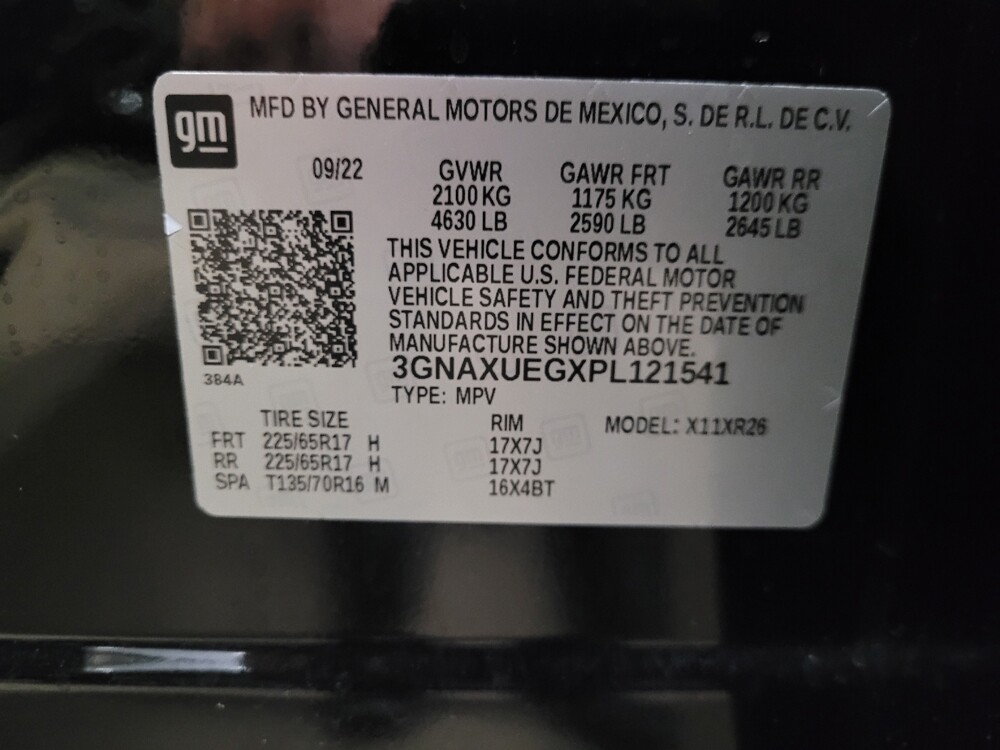 gm
MFD BY GENERAL MOTORS DE MEXICO, S. DE R.L. DE C.V.
09/22 GVWR GAWR FRT GAWR RR
2100 KG 1175 KG 1200 KG
4630 LB 2590 LB 2645 LB
THIS VEHICLE CONFORMS TO ALL
APPLICABLE U.S. FEDERAL MOTOR
VEHICLE SAFETY AND THEFT PREVENTION
STANDARDS IN EFFECT ON THE DATE OF
MANUFACTURE SHOWN ABOVE.
3GNAXUEGXPL121541
384A
TYPE: MPV
TIRE SIZE RIM MODEL: X11XR26
FRT 225/65R17 H 17X7J
RR 225/65R17 H 17X7J
SPA T135/70R16 M 16X4BT